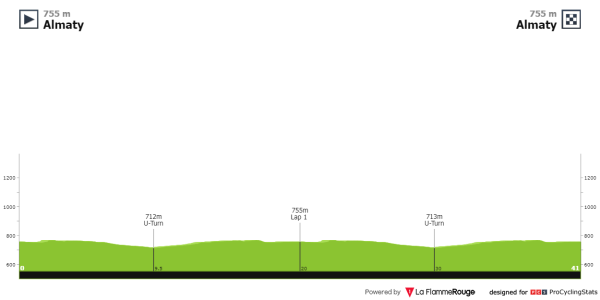 755 m
Almaty
755 m
Almaty
1200
1000
800
600
1200
1000
800
600
712m
U-Turn
755m
Lap 1
713m
U-Turn
0
9.5
20
30
41
Powered by La FlammeRouge
designed for PCS ProCyclingStats